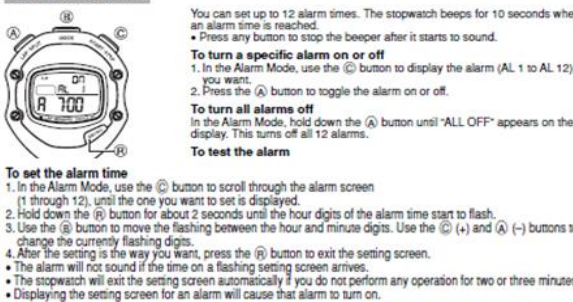 You can set up to 12 alarm times. The stopwatch beeps for 10 seconds whe
an alarm time is reached.
• Press any button to stop the beeper after it starts to sound.
To turn a specific alarm on or off
1. In the Alarm Mode, use the Ⓒ button to display the alarm (AL 1 to AL 12)
you want.
2. Press the Ⓐ button to toggle the alarm on or off.
To turn all alarms off
In the Alarm Mode, hold down the Ⓐ button until "ALL OFF" appears on the
display. This turns off all 12 alarms.
To test the alarm
Ⓑ
Ⓐ
Ⓒ
MODE
LAP SPLIT
START STOP
ON
AL 1
A 7:00
Ⓡ
To set the alarm time
1. In the Alarm Mode, use the Ⓒ button to scroll through the alarm screen
(1 through 12), until the one you want to set is displayed.
2. Hold down the Ⓡ button for about 2 seconds until the hour digits of the alarm time start to flash.
3. Use the Ⓑ button to move the flashing between the hour and minute digits. Use the Ⓒ (+) and Ⓐ (–) buttons to
change the currently flashing digits.
4. After the setting is the way you want, press the Ⓡ button to exit the setting screen.
• The alarm will not sound if the time on a flashing setting screen arrives.
• The stopwatch will exit the setting screen automatically if you do not perform any operation for two or three minute
• Displaying the setting screen for an alarm will cause that alarm to turn on.